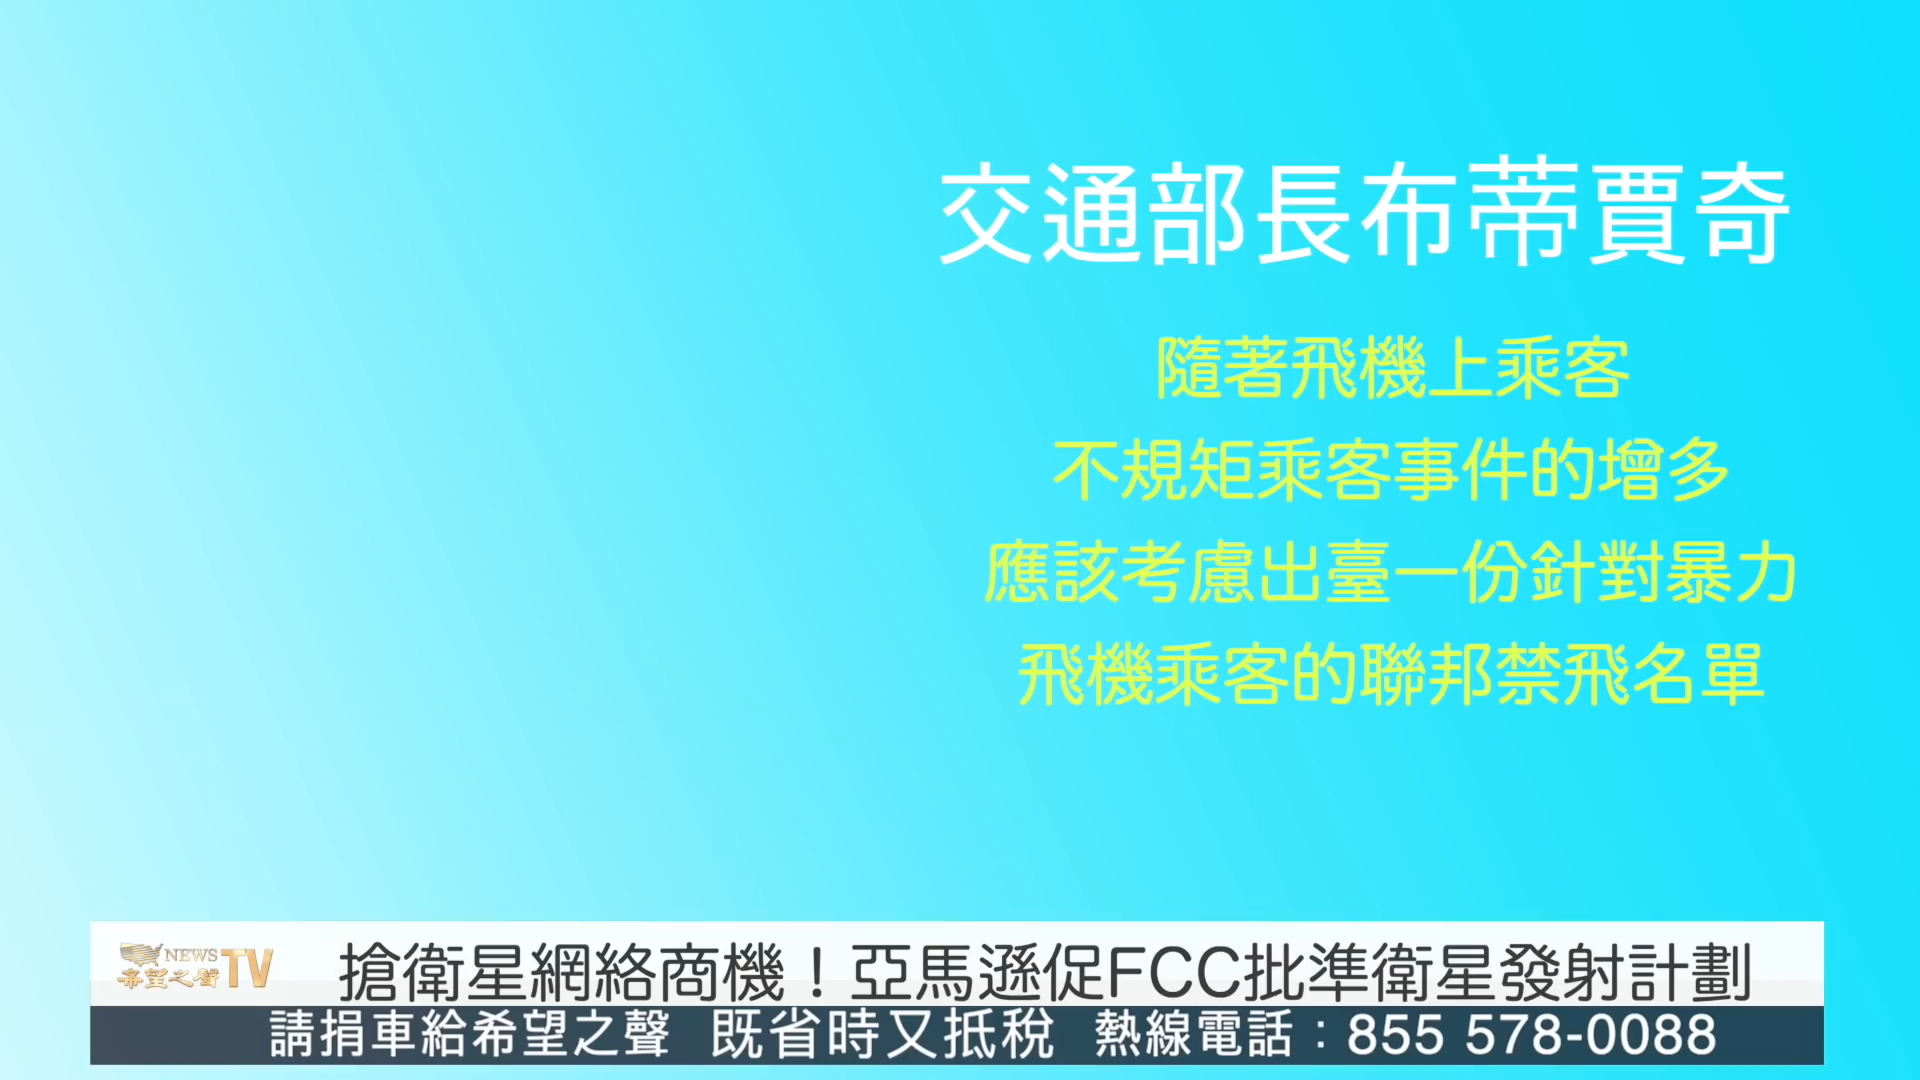 交通部長布蒂賈奇
隨著飛機上乘客
不規矩乘客事件的增多
應該考慮出臺一份針對暴力
飛機乘客的聯邦禁飛名單
NEWS
希望之聲TV
搶衛星網絡商機！亞馬遜促FCC批準衛星發射計劃
請捐車給希望之聲 既省時又抵稅 熱線電話：855 578-0088